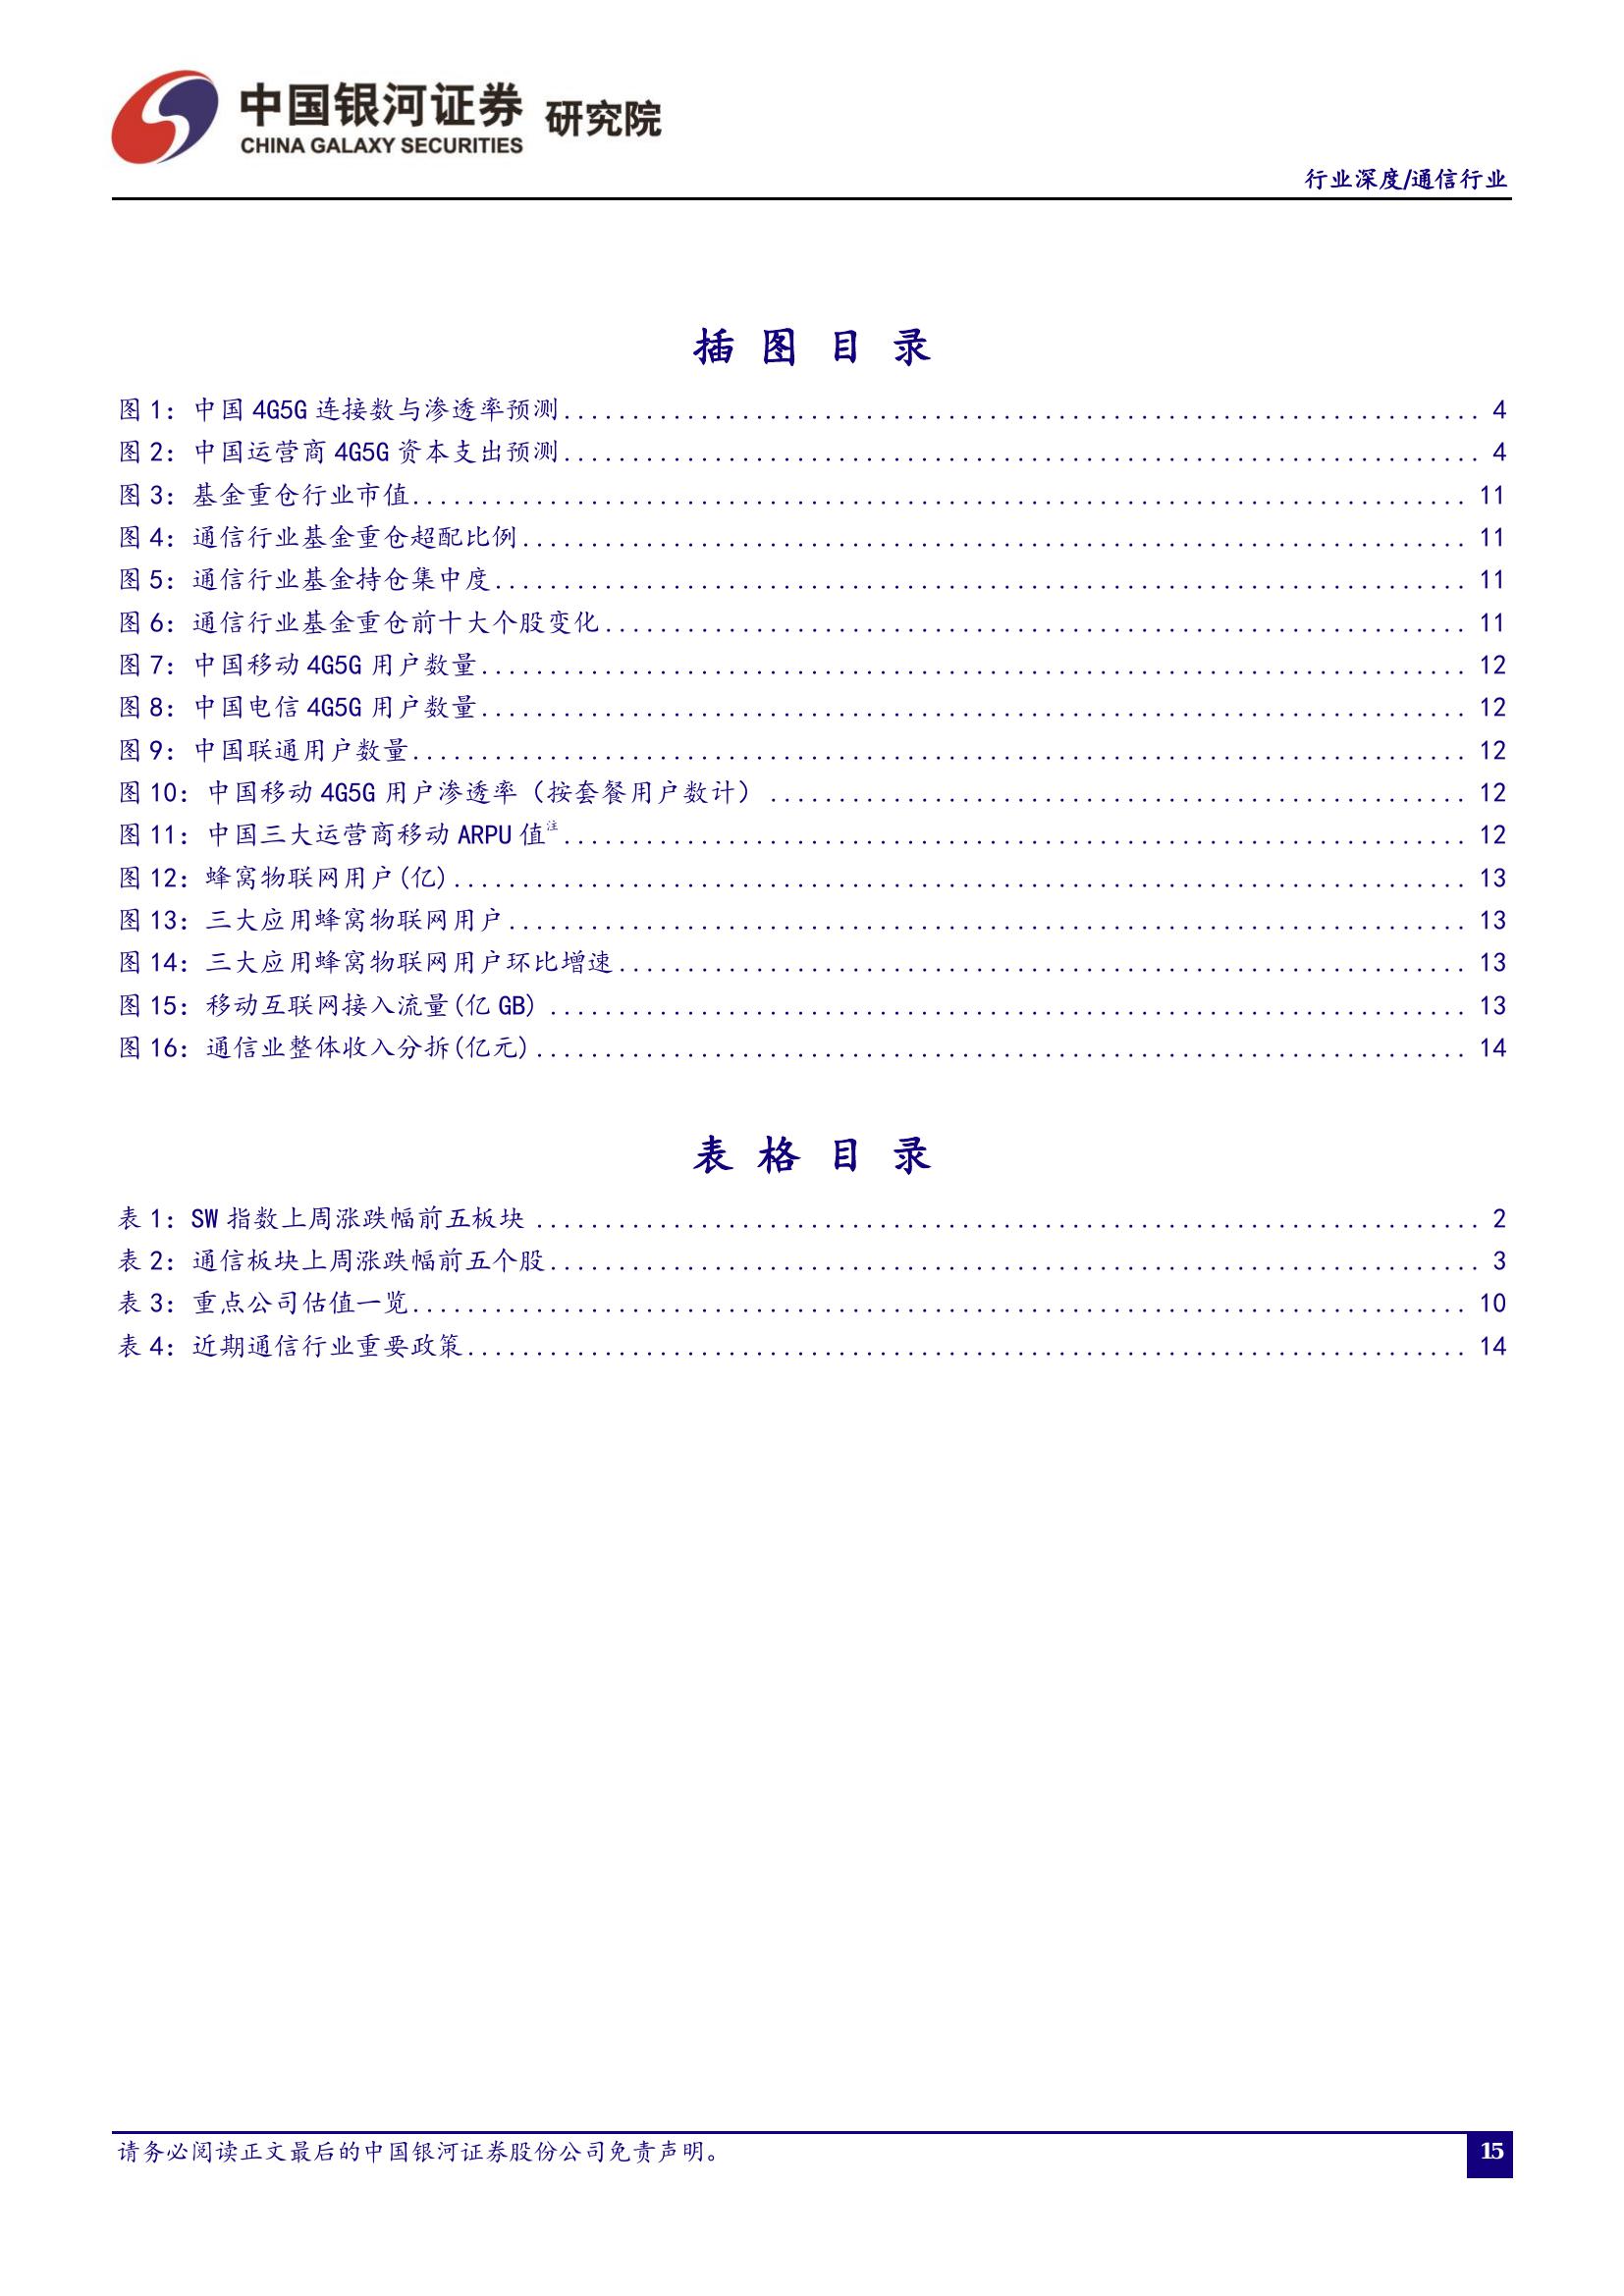 中国银河证券 研究院
CHINA GALAXY SECURITIES
行业深度/通信行业
插 图 目 录
图 1：中国 4G5G 连接数与渗透率预测 4
图 2：中国运营商 4G5G 资本支出预测 4
图 3：基金重仓行业市值 11
图 4：通信行业基金重仓超配比例 11
图 5：通信行业基金持仓集中度 11
图 6：通信行业基金重仓前十大个股变化 11
图 7：中国移动 4G5G 用户数量 12
图 8：中国电信 4G5G 用户数量 12
图 9：中国联通用户数量 12
图 10：中国移动 4G5G 用户渗透率（按套餐用户数计） 12
图 11：中国三大运营商移动 ARPU 值注 12
图 12：蜂窝物联网用户(亿) 13
图 13：三大应用蜂窝物联网用户 13
图 14：三大应用蜂窝物联网用户环比增速 13
图 15：移动互联网接入流量(亿 GB) 13
图 16：通信业整体收入分拆(亿元) 14
表 格 目 录
表 1：SW 指数上周涨跌幅前五板块 2
表 2：通信板块上周涨跌幅前五个股 3
表 3：重点公司估值一览 10
表 4：近期通信行业重要政策 14
请务必阅读正文最后的中国银河证券股份公司免责声明。
15